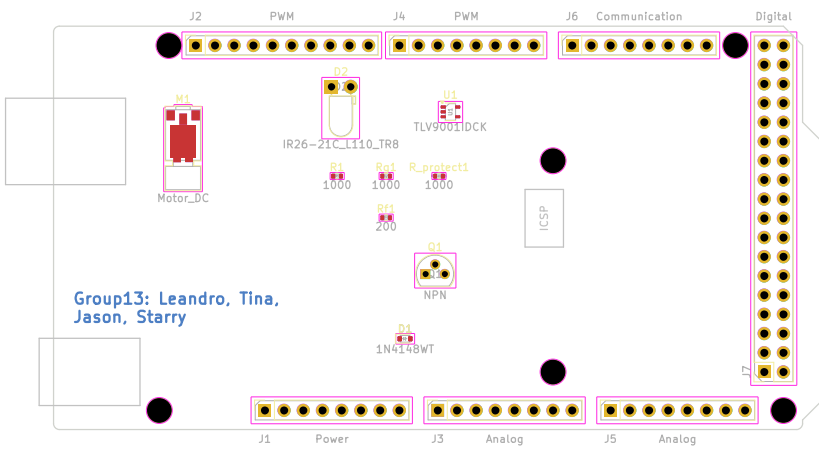 J2 PWM J4 PWM J6 Communication Digital
D2
M1 U1
TLV9001IDCK
IR26-21C_L110_TR8
R1 Rg1 R_protect1
1000 1000 1000
Motor_DC
Rf1
200
ICSP
Q1
NPN
Group13: Leandro, Tina,
Jason, Starry
D1
1N4148WT
J7
J1 Power J3 Analog J5 Analog